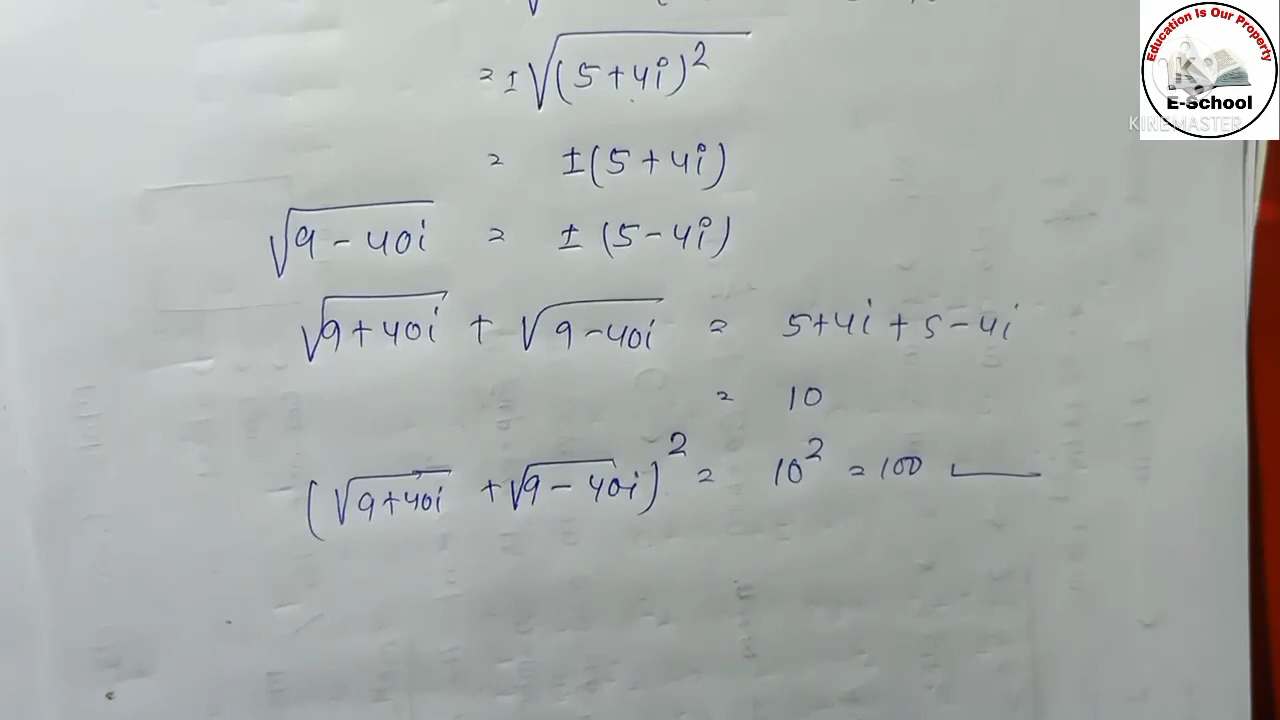 = ± √(5+4i)²
= ±(5+4i)
√9-40i = ±(5-4i)
√9+40i + √9-40i = 5+4i+5-4i
= 10
(√9+40i + √9-40i)² = 10² = 100
Education Is Our Property
E-School
KINEMASTER